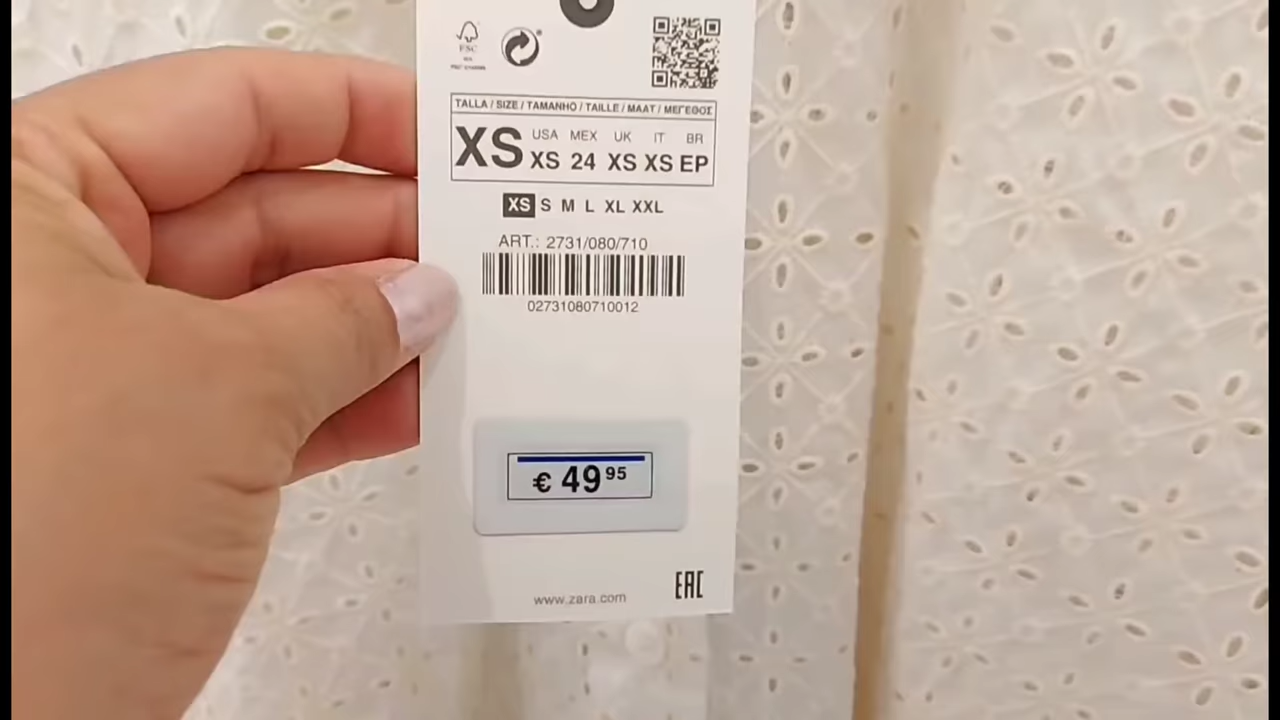 FSC
TALLA / SIZE / TAMANHO / TAILLE / MAAT / ΜΕΓΕΘΟΣ
USA MEX UK IT BR
XS XS 24 XS XS EP
XS S M L XL XXL
ART.: 2731/080/710
02731080710012
€ 49 95
EAC
www.zara.com